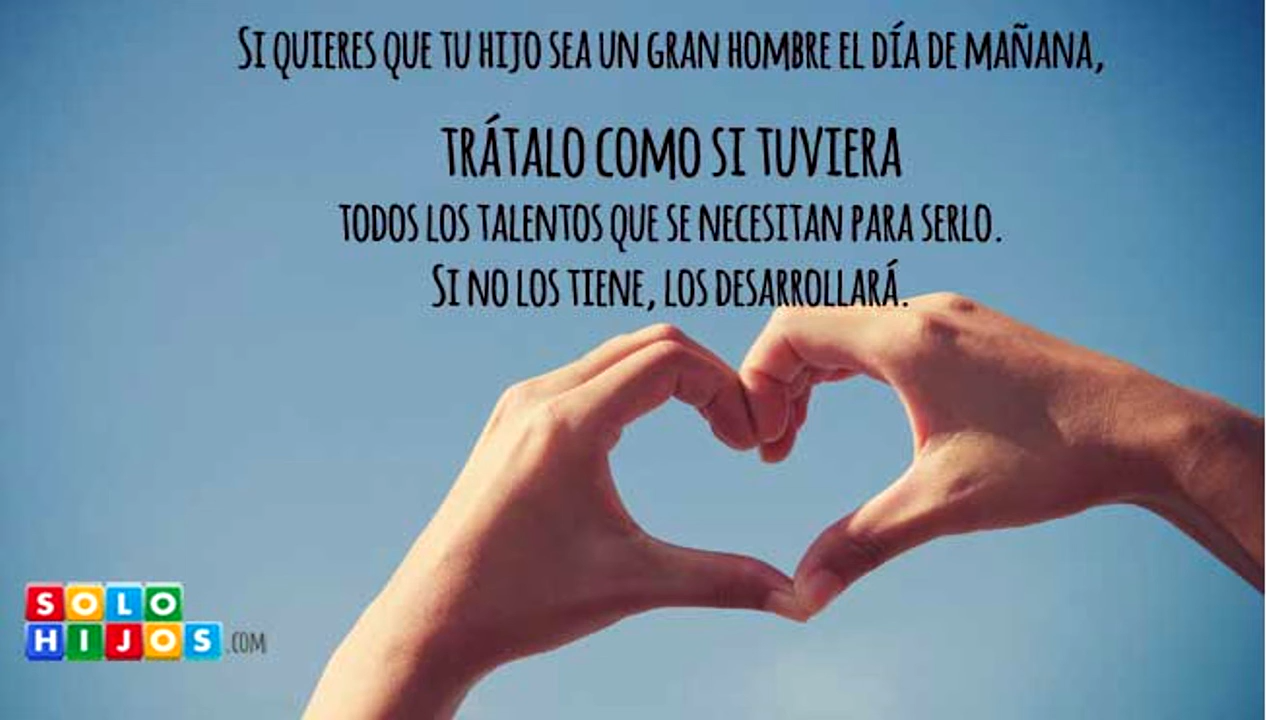 Si quieres que tu hijo sea un gran hombre el día de mañana,
trátalo como si tuviera
todos los talentos que se necesitan para serlo.
Si no los tiene, los desarrollará.
SOLO
HIJOS.COM